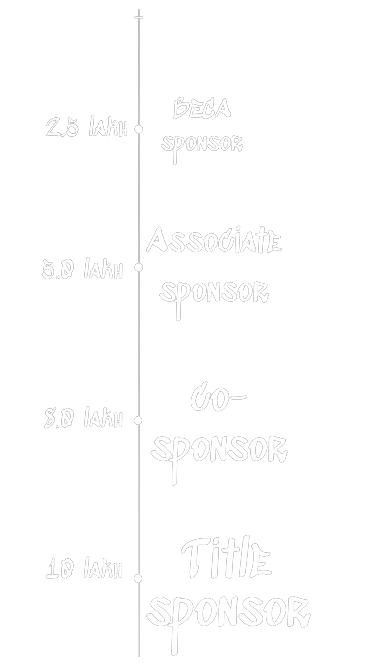 2.5 lakh
BECA
sponsor
5.0 lakh
Associate
sponsor
8.0 lakh
Co-
sponsor
10 lakh
Title
sponsor